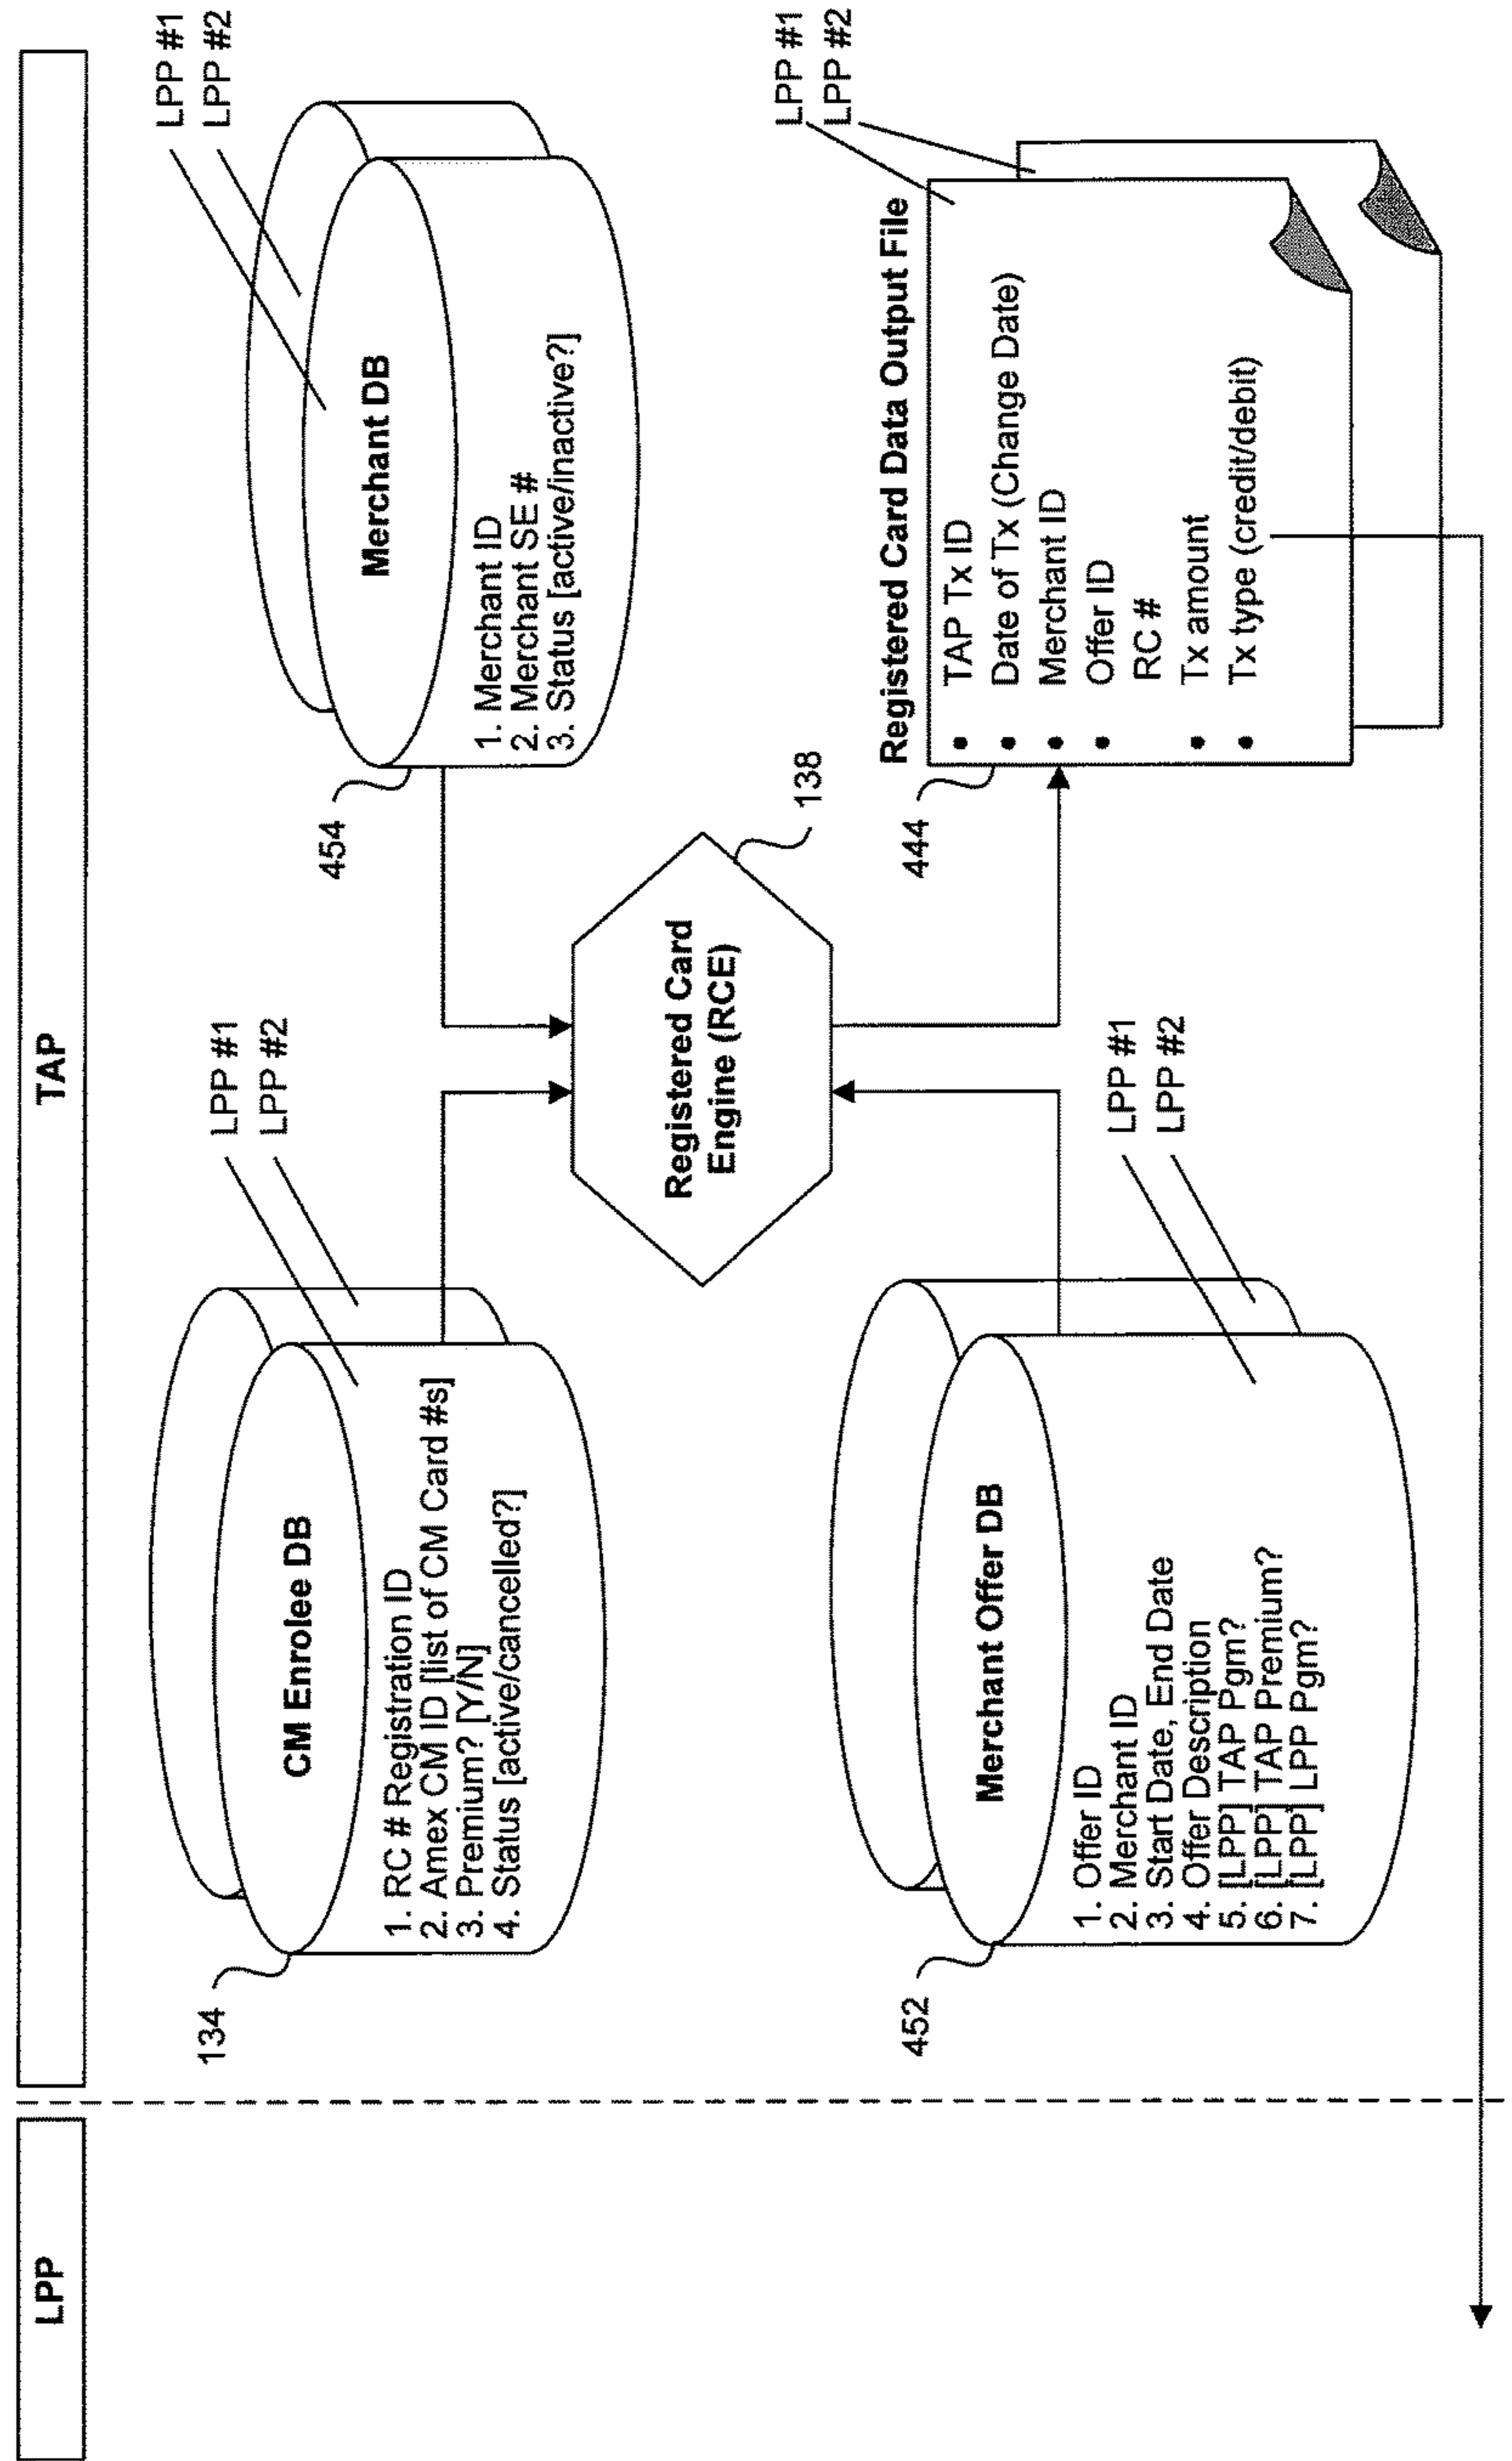 LPP
TAP
134
CM Enrolee DB
1. RC # Registration ID
2. Amex CM ID [list of CM Card #s]
3. Premium? [Y/N]
4. Status [active/cancelled?]
LPP #1
LPP #2
454
Merchant DB
1. Merchant ID
2. Merchant SE #
3. Status [active/inactive?]
LPP #1
LPP #2
Registered Card
Engine (RCE)
138
452
Merchant Offer DB
1. Offer ID
2. Merchant ID
3. Start Date, End Date
4. Offer Description
5. [LPP] TAP Pgm?
6. [LPP] TAP Premium?
7. [LPP] LPP Pgm?
LPP #1
LPP #2
444
Registered Card Data Output File
• TAP Tx ID
• Date of Tx (Change Date)
• Merchant ID
• Offer ID
RC #
• Tx amount
• Tx type (credit/debit)
LPP #1
LPP #2